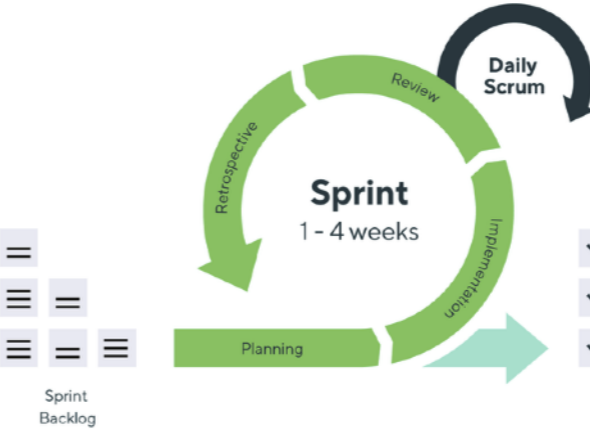 Daily
Scrum
Review
Retrospective
Sprint
1 - 4 weeks
Implementation
Planning
Sprint
Backlog